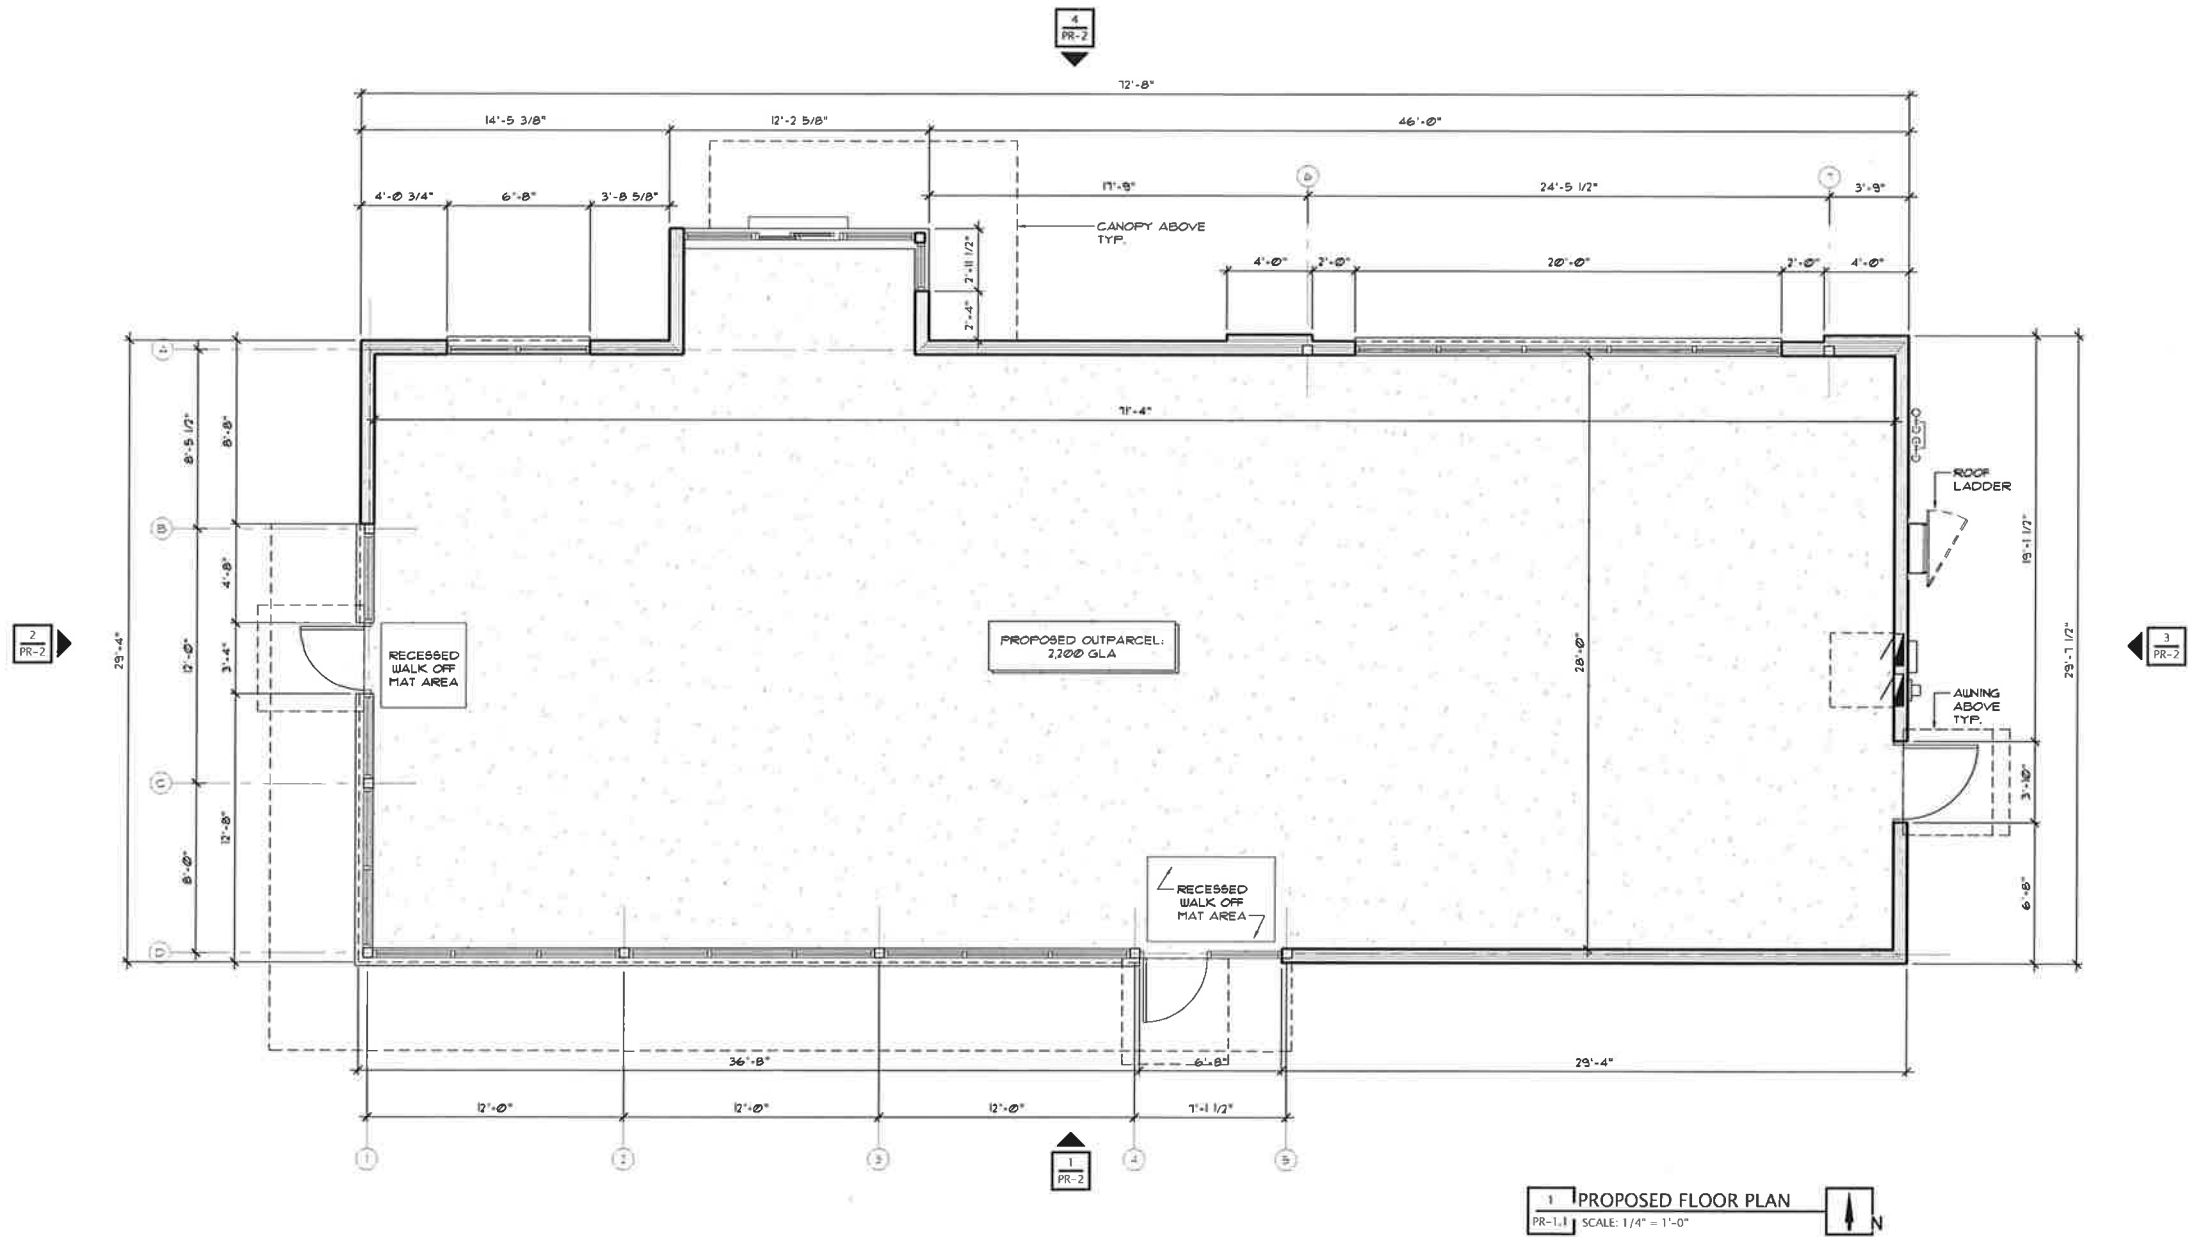 4
PR-2
72'-8"
14'-5 3/8"
12'-2 5/8"
46'-0"
4'-0 3/4"
6'-8"
3'-8 5/8"
17'-9"
6
24'-5 1/2"
7
3'-9"
CANOPY ABOVE
TYP.
2'-11 1/2"
2'-4"
4'-0"
2'-0"
20'-0"
2'-0"
4'-0"
A
B
C
D
29'-4"
8'-5 1/2"
12'-0"
8'-0"
8'-8"
4'-8"
3'-4"
12'-8"
71'-4"
28'-0"
ROOF
LADDER
2
PR-2
RECESSED
WALK OFF
MAT AREA
PROPOSED OUTPARCEL:
2,200 GLA
AWNING
ABOVE
TYP.
19'-1 1/2"
3'-10"
6'-8"
29'-7 1/2"
3
PR-2
RECESSED
WALK OFF
MAT AREA
36'-8"
6'-8"
29'-4"
12'-0"
12'-0"
12'-0"
7'-1 1/2"
1
2
3
4
5
1
PR-2
1
PR-1.1
PROPOSED FLOOR PLAN
SCALE: 1/4" = 1'-0"
N